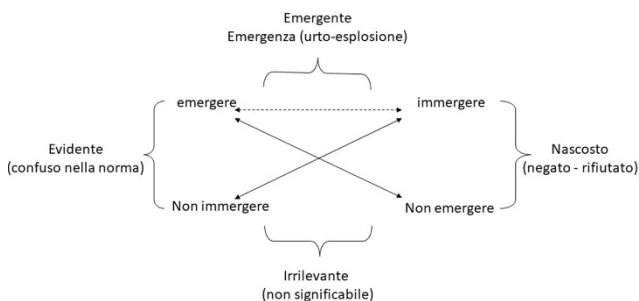 Emergente
Emergenza (urto-esplosione)
emergere
immergere
Evidente
(confuso nella norma)
Nascosto
(negato - rifiutato)
Non immergere
Non emergere
Irrilevante
(non significabile)